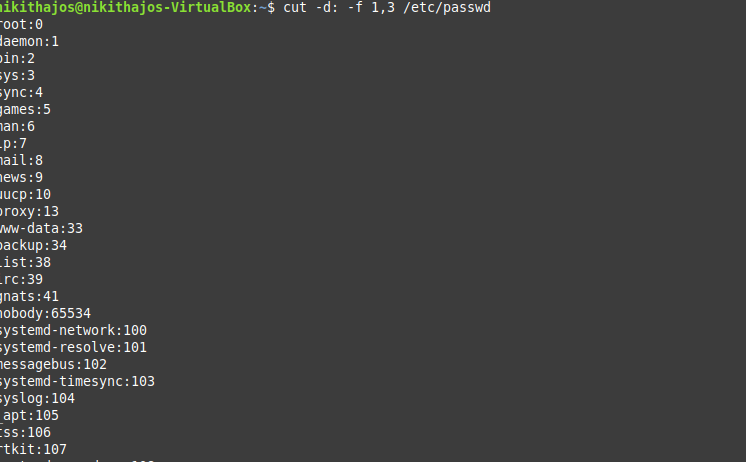 nikithajos@nikithajos-VirtualBox:~$ cut -d: -f 1,3 /etc/passwd
root:0
daemon:1
bin:2
sys:3
sync:4
games:5
man:6
lp:7
mail:8
news:9
uucp:10
proxy:13
www-data:33
backup:34
list:38
irc:39
gnats:41
nobody:65534
systemd-network:100
systemd-resolve:101
messagebus:102
systemd-timesync:103
syslog:104
_apt:105
tss:106
rtkit:107